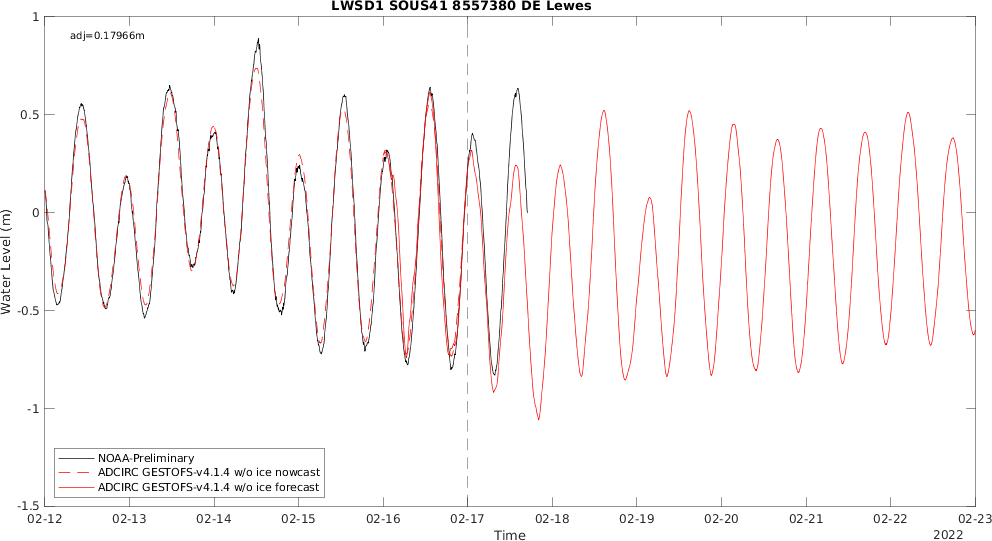 LWSD1 SOUS41 8557380 DE Lewes
adj=0.17966m
1
0.5
0
-0.5
-1
-1.5
Water Level (m)
NOAA-Preliminary
ADCIRC GESTOFS-v4.1.4 w/o ice nowcast
ADCIRC GESTOFS-v4.1.4 w/o ice forecast
02-12 02-13 02-14 02-15 02-16 02-17 02-18 02-19 02-20 02-21 02-22 02-23
Time
2022